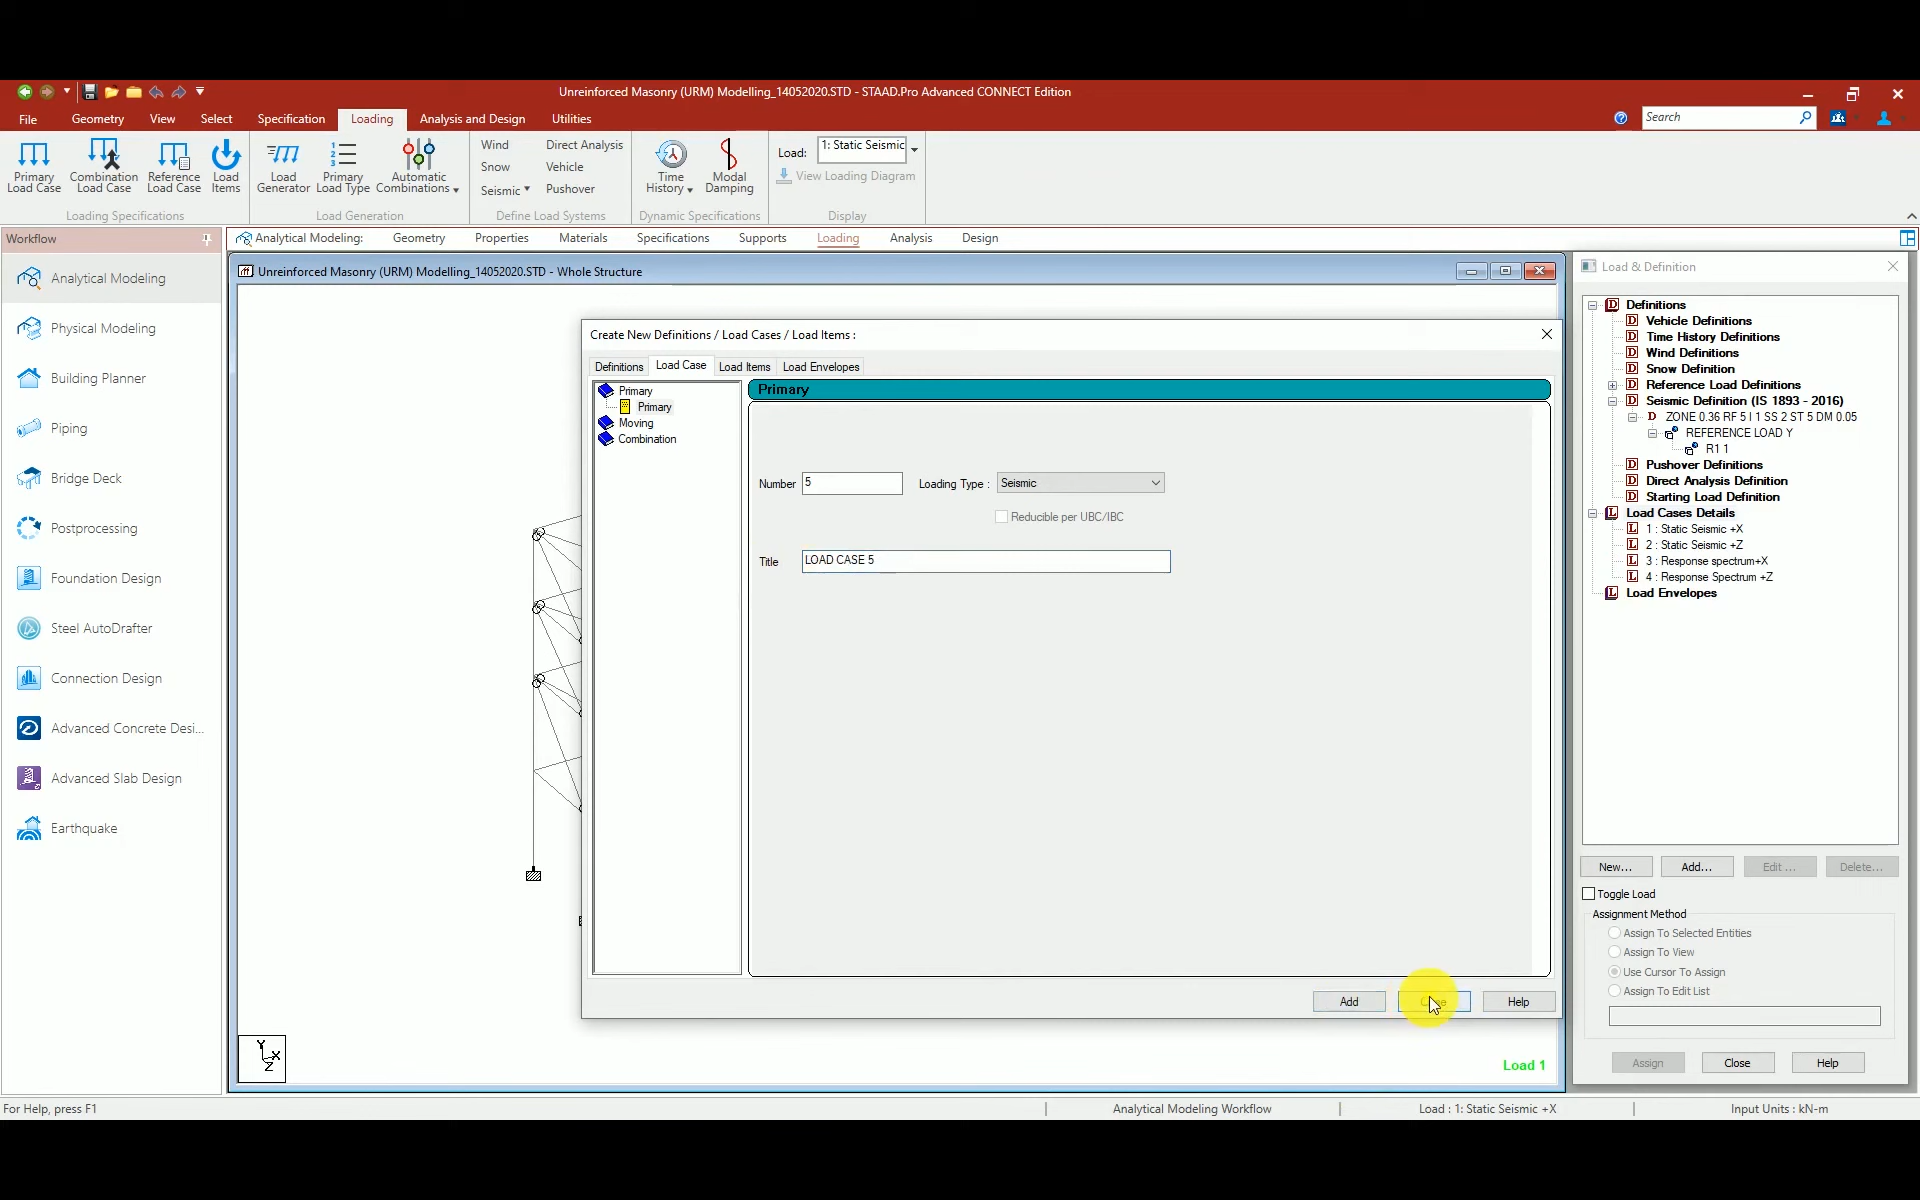 Unreinforced Masonry (URM) Modelling_14052020.STD - STAAD.Pro Advanced CONNECT Edition
File Geometry View Select Specification Loading Analysis and Design Utilities Search
Primary Load Case
Combination Load Case
Reference Load Case
Load Items
Loading Specifications
Load Generator
Primary Load Type
Automatic Combinations
Load Generation
Wind
Snow
Seismic
Direct Analysis
Vehicle
Pushover
Define Load Systems
Time History
Modal Damping
Dynamic Specifications
Load: 1: Static Seismic
View Loading Diagram
Display
Workflow
Analytical Modeling: Geometry Properties Materials Specifications Supports Loading Analysis Design
Analytical Modeling
Physical Modeling
Building Planner
Piping
Bridge Deck
Postprocessing
Foundation Design
Steel AutoDrafter
Connection Design
Advanced Concrete Desi...
Advanced Slab Design
Earthquake
Unreinforced Masonry (URM) Modelling_14052020.STD - Whole Structure
Create New Definitions / Load Cases / Load Items :
Definitions Load Case Load Items Load Envelopes
Primary
Primary
Moving
Combination
Primary
Number 5 Loading Type : Seismic
Reducible per UBC/IBC
Title LOAD CASE 5
Add Help
Y
X
Z
Load 1
Load & Definition
Definitions
Vehicle Definitions
Time History Definitions
Wind Definitions
Snow Definition
Reference Load Definitions
Seismic Definition (IS 1893 - 2016)
ZONE 0.36 RF 5 I 1 SS 2 ST 5 DM 0.05
REFERENCE LOAD Y
R1 1
Pushover Definitions
Direct Analysis Definition
Starting Load Definition
Load Cases Details
1 : Static Seismic +X
2 : Static Seismic +Z
3 : Response spectrum+X
4 : Response Spectrum +Z
Load Envelopes
New... Add... Edit ... Delete...
Toggle Load
Assignment Method
Assign To Selected Entities
Assign To View
Use Cursor To Assign
Assign To Edit List
Assign Close Help
For Help, press F1 Analytical Modeling Workflow Load : 1: Static Seismic +X Input Units : kN-m